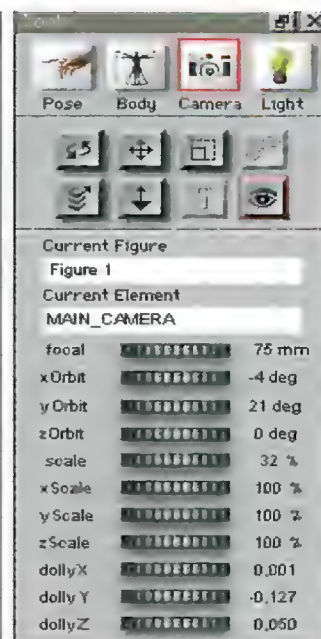 Pose Body Camera Light
Current Figure
Figure 1
Current Element
MAIN_CAMERA
focal 75 mm
xOrbit -4 deg
yOrbit 21 deg
zOrbit 0 deg
scale 32 %
xScale 100 %
yScale 100 %
zScale 100 %
dollyX 0,001
dollyY -0,127
dollyZ 0,050